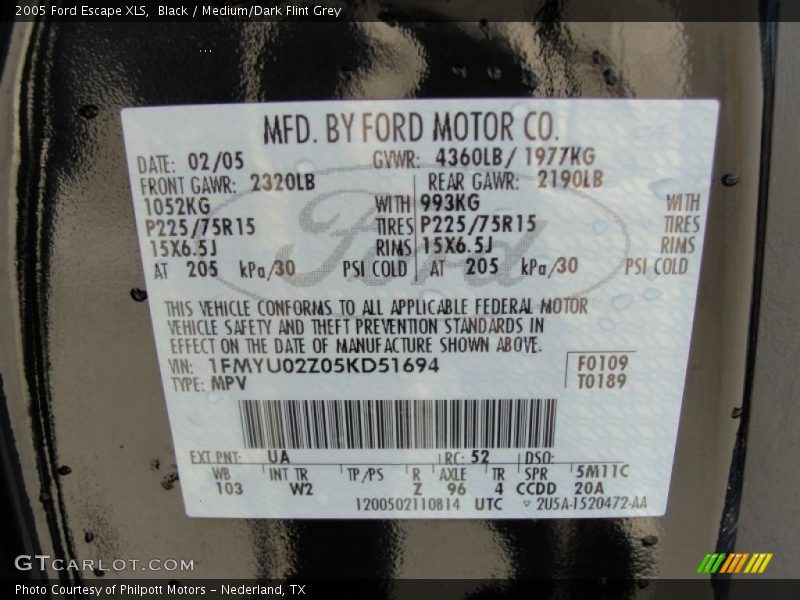 2005 Ford Escape XLS, Black / Medium/Dark Flint Grey
MFD. BY FORD MOTOR CO.
DATE: 02/05 GVWR: 4360LB/ 1977KG
FRONT GAWR: 2320LB REAR GAWR: 2190LB
1052KG WITH 993KG WITH
P225/75R15 TIRES P225/75R15 TIRES
15X6.5J RIMS 15X6.5J RIMS
AT 205 kPa/30 PSI COLD AT 205 kPa/30 PSI COLD
Ford
THIS VEHICLE CONFORMS TO ALL APPLICABLE FEDERAL MOTOR
VEHICLE SAFETY AND THEFT PREVENTION STANDARDS IN
EFFECT ON THE DATE OF MANUFACTURE SHOWN ABOVE.
VIN: 1FMYU02Z05KD51694 F0109
TYPE: MPV T0189
EXT PNT: UA RC: 52 DSO:
WB INT TR TP/PS R AXLE TR SPR 5M11C
103 W2 Z 96 4 CCDD 20A
1200502110814 UTC ▽ 2U5A-1520472-AA
GTCARLOT.COM
Photo Courtesy of Philpott Motors - Nederland, TX